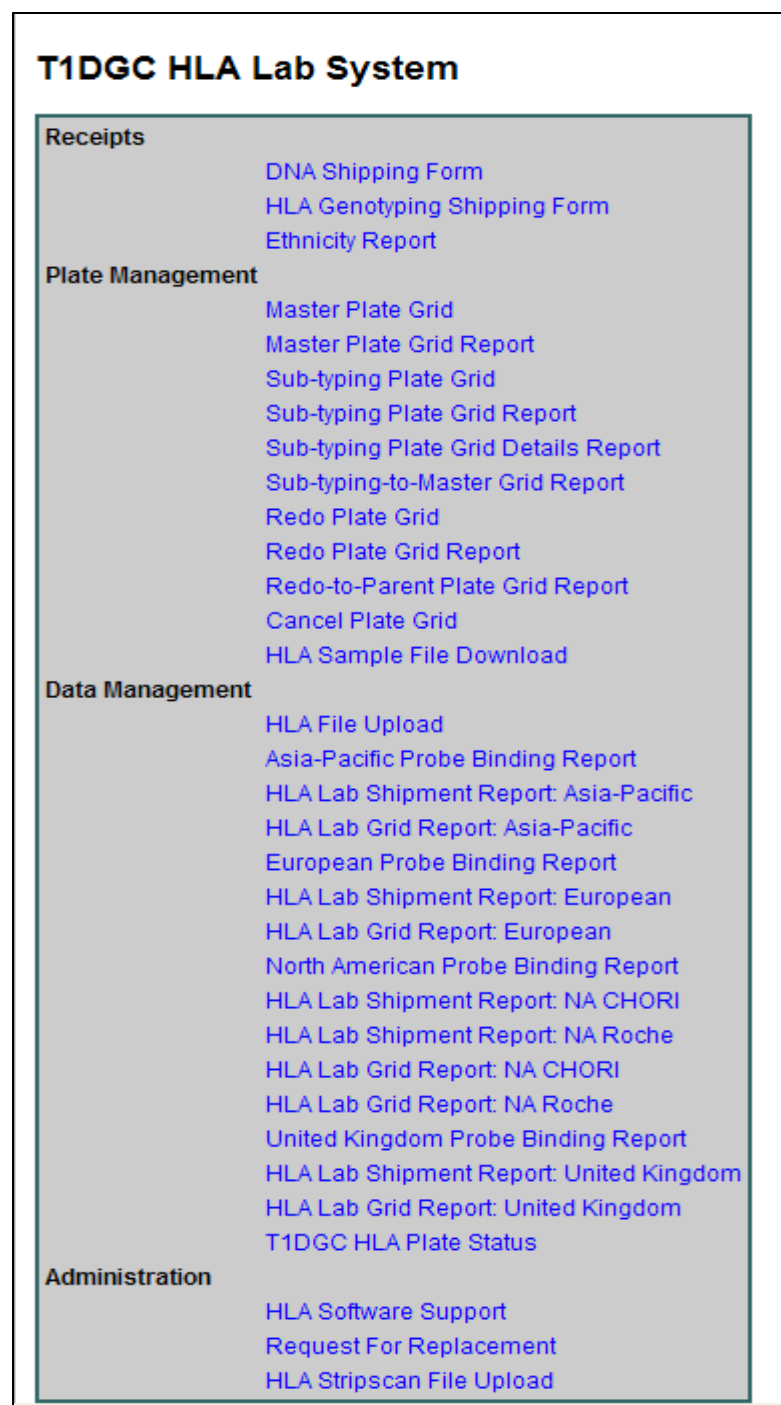 T1DGC HLA Lab System
Receipts
DNA Shipping Form
HLA Genotyping Shipping Form
Ethnicity Report
Plate Management
Master Plate Grid
Master Plate Grid Report
Sub-typing Plate Grid
Sub-typing Plate Grid Report
Sub-typing Plate Grid Details Report
Sub-typing-to-Master Grid Report
Redo Plate Grid
Redo Plate Grid Report
Redo-to-Parent Plate Grid Report
Cancel Plate Grid
HLA Sample File Download
Data Management
HLA File Upload
Asia-Pacific Probe Binding Report
HLA Lab Shipment Report: Asia-Pacific
HLA Lab Grid Report: Asia-Pacific
European Probe Binding Report
HLA Lab Shipment Report: European
HLA Lab Grid Report: European
North American Probe Binding Report
HLA Lab Shipment Report: NA CHORI
HLA Lab Shipment Report: NA Roche
HLA Lab Grid Report: NA CHORI
HLA Lab Grid Report: NA Roche
United Kingdom Probe Binding Report
HLA Lab Shipment Report: United Kingdom
HLA Lab Grid Report: United Kingdom
T1DGC HLA Plate Status
Administration
HLA Software Support
Request For Replacement
HLA Stripscan File Upload